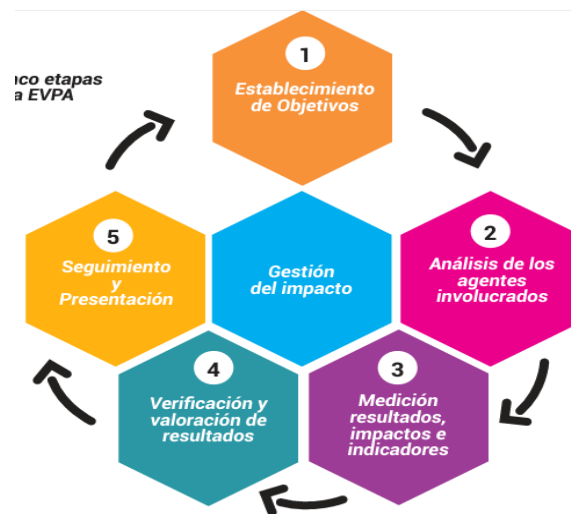 etapas
EVPA
1
Establecimiento
de Objetivos
2
Análisis de los
agentes
involucrados
3
Medición
resultados,
impactos e
indicadores
4
Verificación y
valoración de
resultados
5
Seguimiento
y
Presentación
Gestión
del impacto